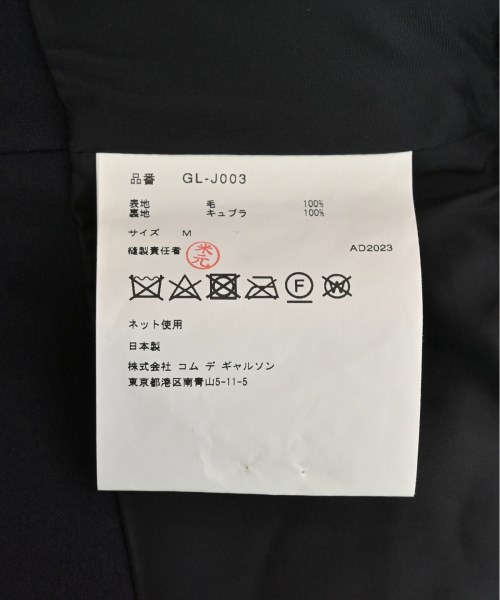 品番 GL-J003
表地 毛 100%
裏地 キュプラ 100%
サイズ M
縫製責任者 米元 AD2023
F W
ネット使用
日本製
株式会社 コム デ ギャルソン
東京都港区南青山5-11-5